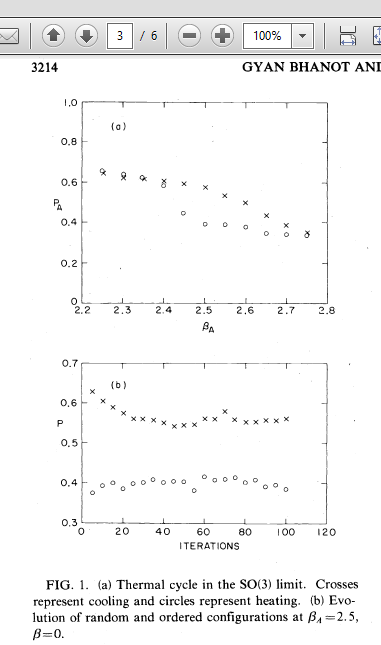 3 / 6 100%
3214 GYAN BHANOT AND
(a)
1.0
0.8
0.6
0.4
0.2
0
P_A
2.2 2.3 2.4 2.5 2.6 2.7 2.8
β_A
(b)
0.7
0.6
P
0.5
0.4
0.3
0 20 40 60 80 100 120
ITERATIONS
FIG. 1. (a) Thermal cycle in the SO(3) limit. Crosses
represent cooling and circles represent heating. (b) Evo-
lution of random and ordered configurations at β_A = 2.5,
β=0.